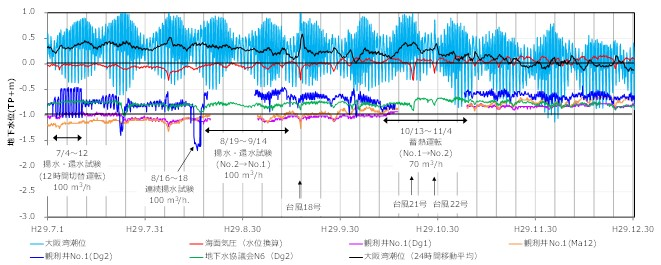 地下水位(TP+m)
1.0
0.5
0.0
-0.5
-1.0
-1.5
-2.0
-2.5
-3.0
7/4～12
揚水・還水試験
(12時間切替運転)
100 m³/h
8/16～18
連続揚水試験
100 m³/h.
8/19～9/14
揚水・還水試験
(No.2→No.1)
100 m³/h
10/13～11/4
蓄熱運転
(No.1→No.2)
70 m³/h
台風18号
台風21号
台風22号
H29.7.1
H29.7.31
H29.8.30
H29.9.30
H29.10.30
H29.11.30
H29.12.30
大阪湾潮位
海面気圧（水位換算）
観測井No.1(Dg1)
観測井No.1(Ma12)
観測井No.1(Dg2)
地下水協議会N6（Dg2）
大阪湾潮位（24時間移動平均）